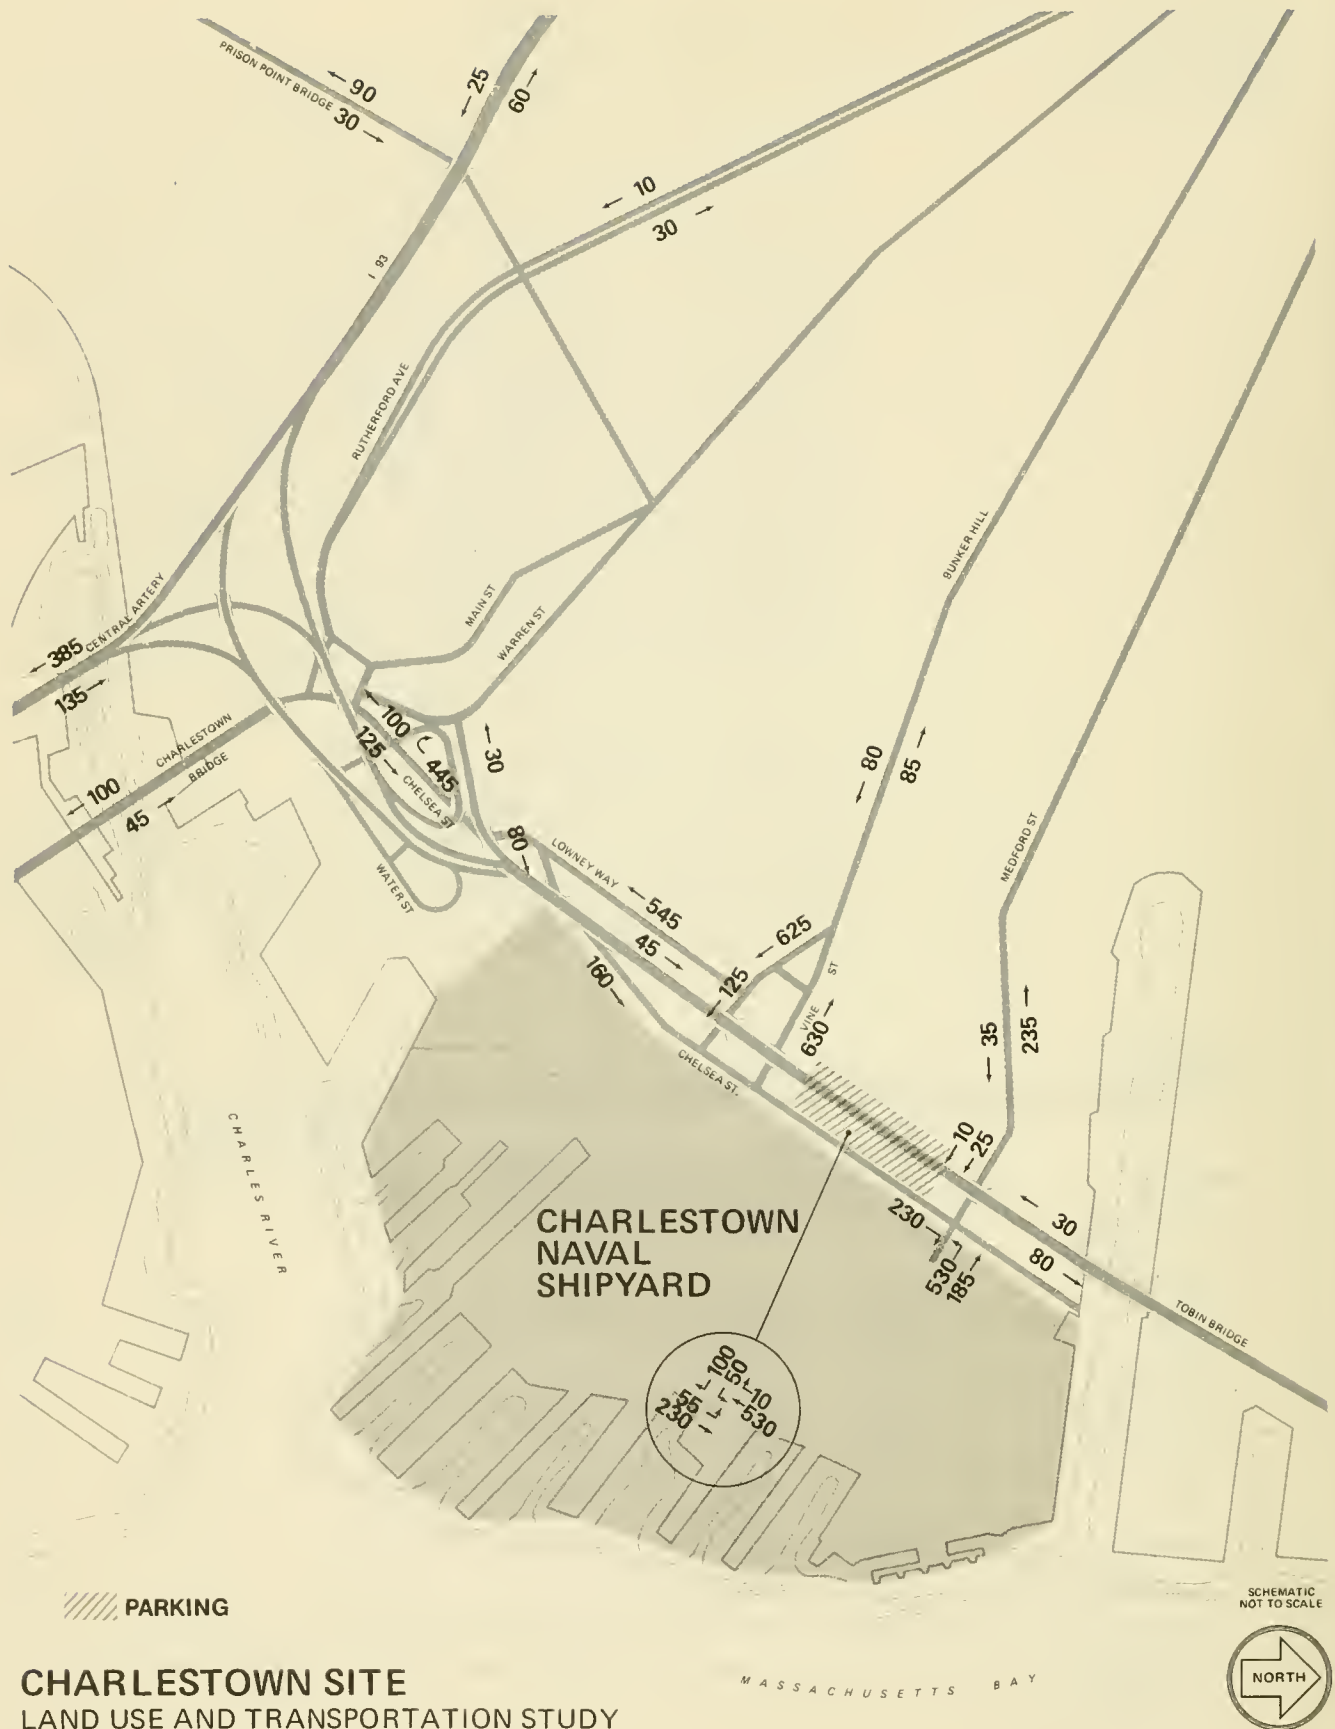 PRISON POINT BRIDGE
← 90
30 →
← 25
60 →
← 10
30 →
I 93
RUTHERFORD AVE
MAIN ST
WARREN ST
BUNKER HILL
MEDFORD ST
← 385
CENTRAL ARTERY
135 →
CHARLESTOWN
BRIDGE
← 100
45 →
← 100
125 →
445
← 30
CHELSEA ST
80 →
WATER ST
LOWNEY WAY
← 545
45 →
160 →
← 625
← 125
VINE ST
630 →
← 80
85 →
← 35
235 →
CHELSEA ST.
← 10
← 25
230
530
185 →
← 30
80 →
TOBIN BRIDGE
CHARLES RIVER
CHARLESTOWN
NAVAL
SHIPYARD
100
50
10
55
530
230 →
PARKING
SCHEMATIC
NOT TO SCALE
NORTH
CHARLESTOWN SITE
LAND USE AND TRANSPORTATION STUDY
MASSACHUSETTS BAY